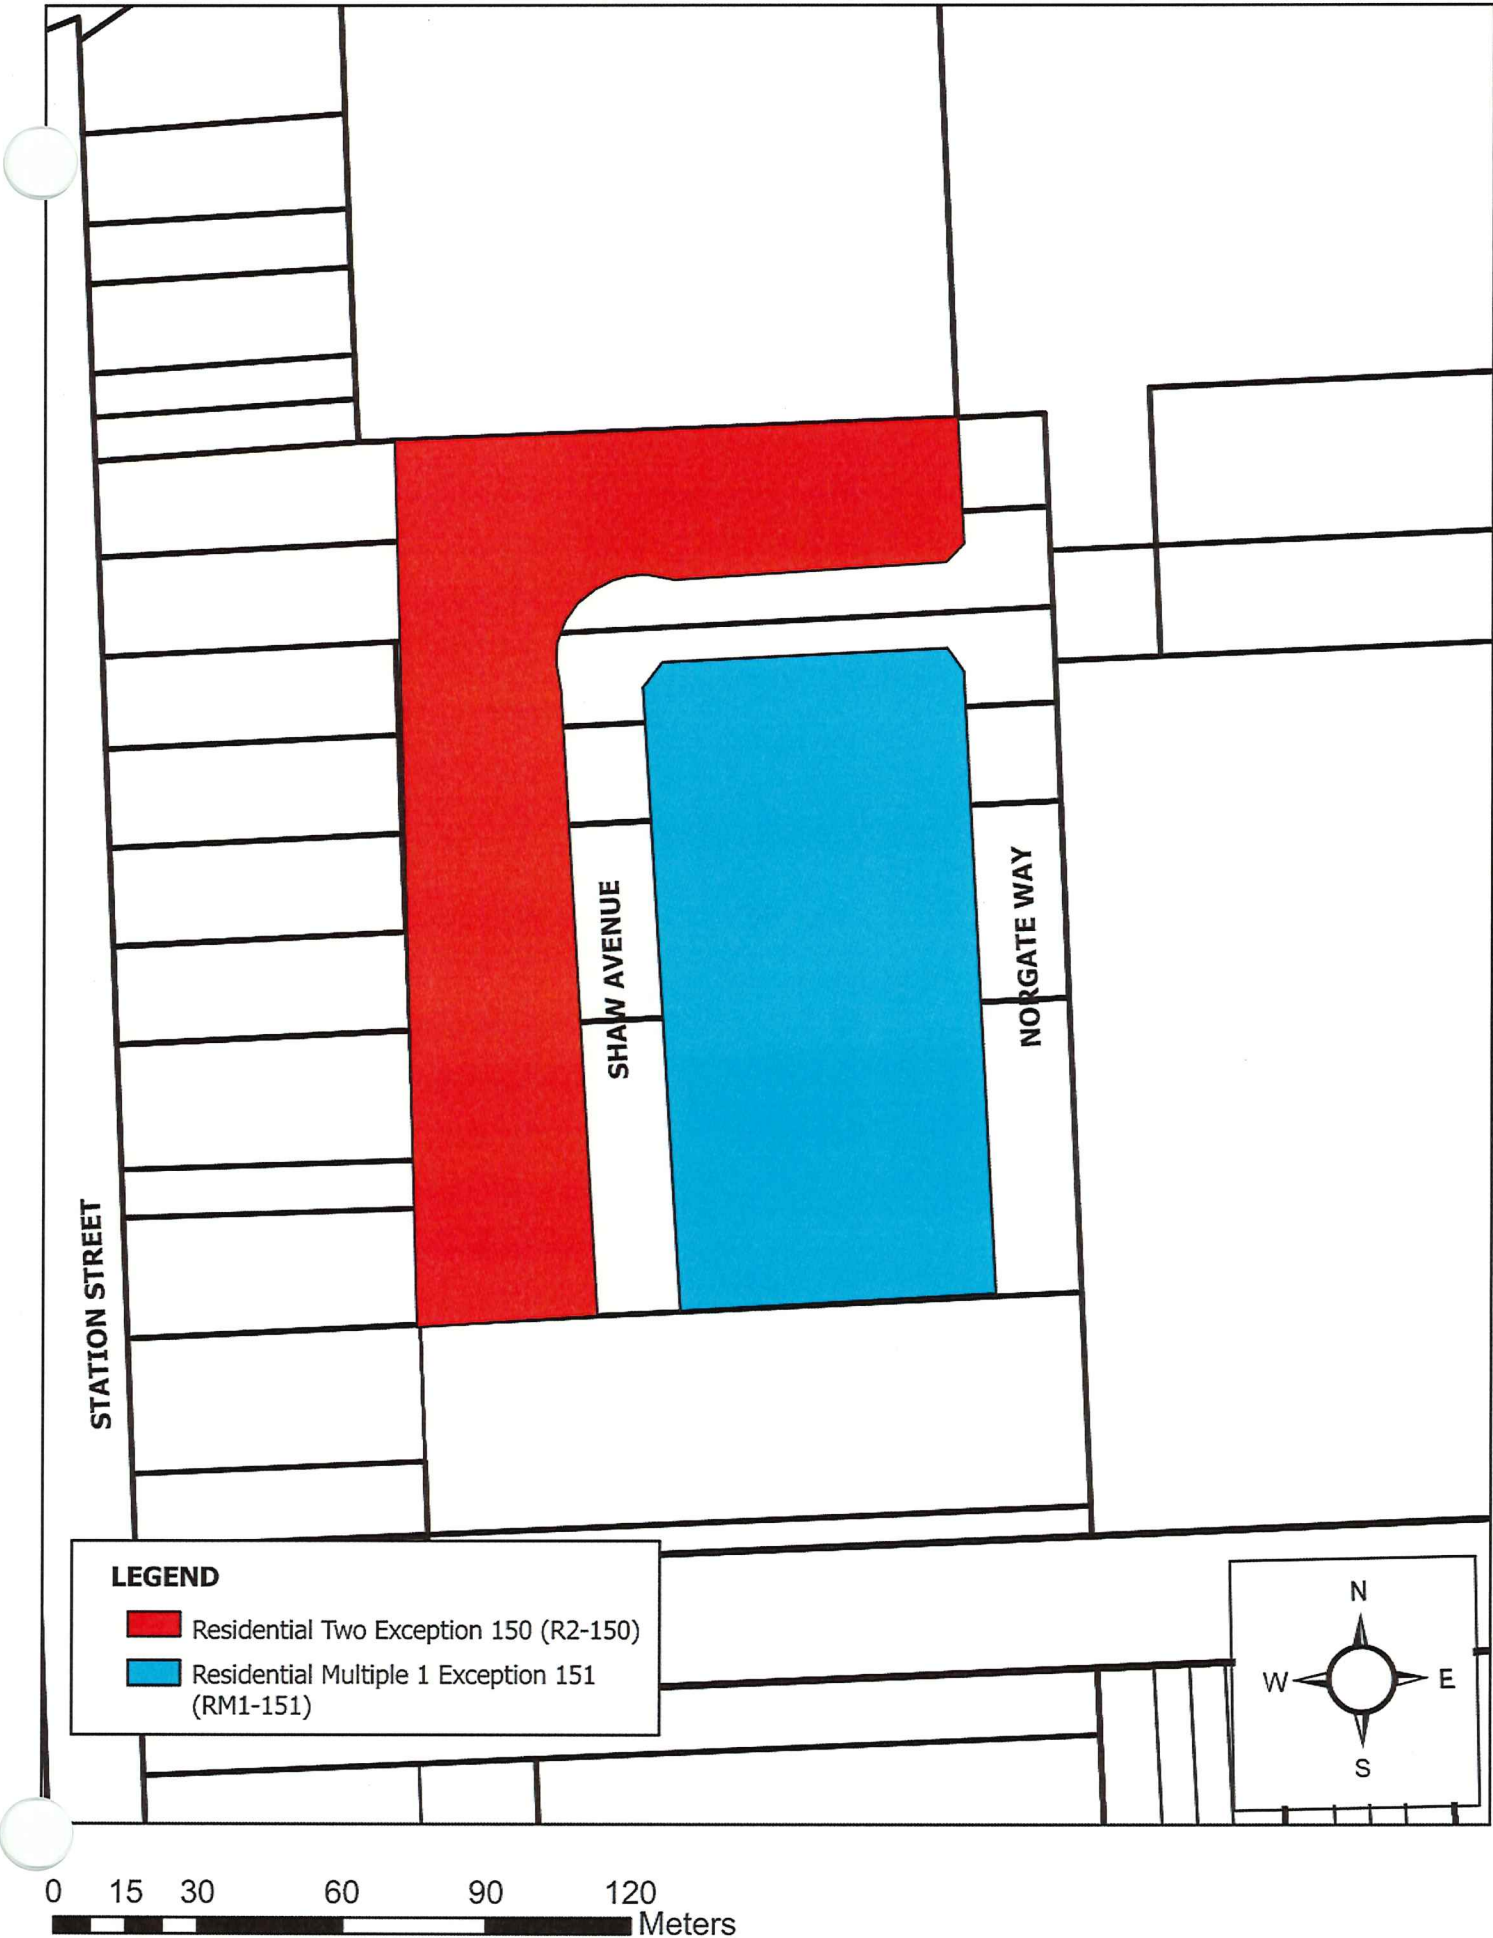 SHAW AVENUE
NORGATE WAY
STATION STREET
LEGEND
Residential Two Exception 150 (R2-150)
Residential Multiple 1 Exception 151
(RM1-151)
N
W E
S
0 15 30 60 90 120
Meters